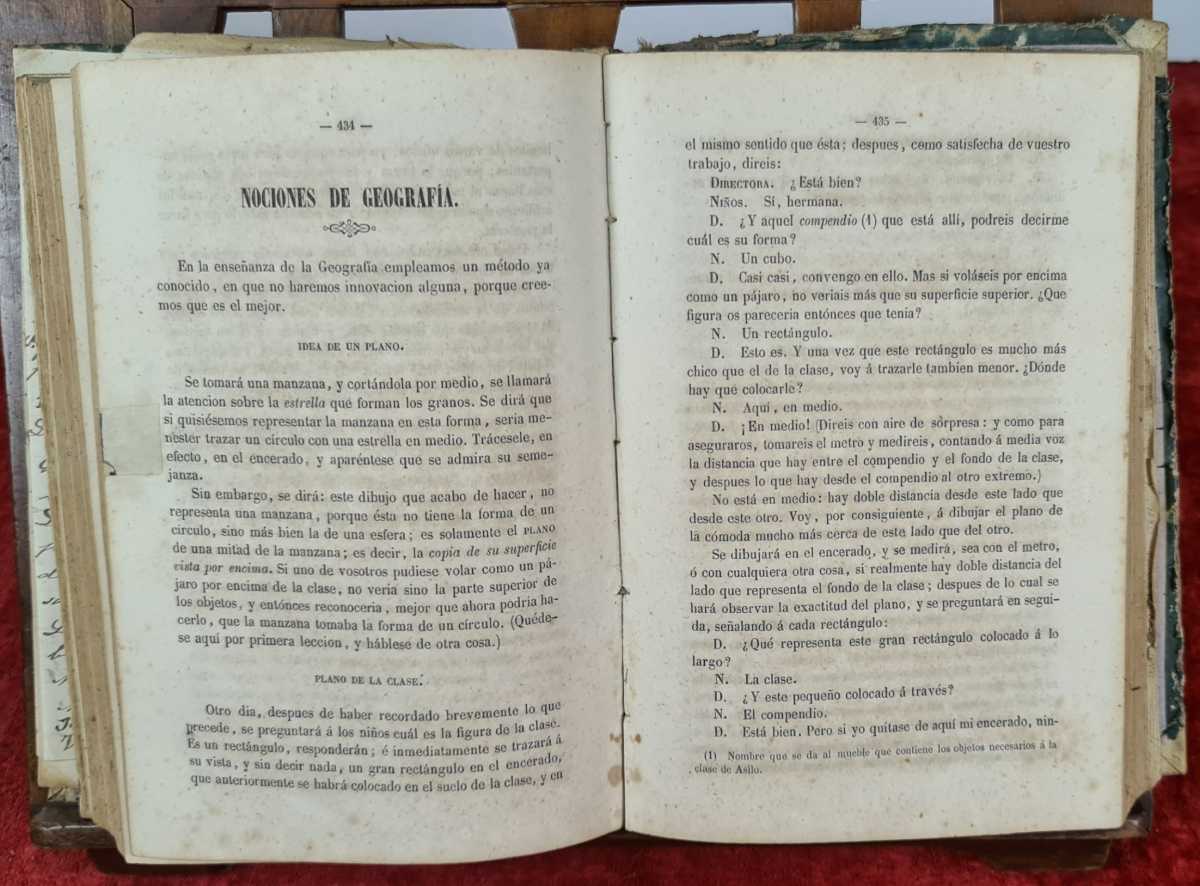 — 434 —
NOCIONES DE GEOGRAFÍA.
En la enseñanza de la Geografía empleamos un método ya
conocido, en que no haremos innovacion alguna, porque cree-
mos que es el mejor.
IDEA DE UN PLANO.
Se tomará una manzana, y cortándola por medio, se llamará
la atencion sobre la estrella que forman los granos. Se dirá que
si quisiésemos representar la manzana en esta forma, seria me-
nester trazar un círculo con una estrella en medio. Trácesele, en
efecto, en el encerado, y aparéntese que se admira su seme-
janza.
Sin embargo, se dirá: este dibujo que acabo de hacer, no
representa una manzana, porque ésta no tiene la forma de un
círculo, sino más bien la de una esfera; es solamente el PLANO
de una mitad de la manzana; es decir, la copia de su superficie
vista por encima. Si uno de vosotros pudiese volar como un pá-
jaro por encima de la clase, no veria sino la parte superior de
los objetos, y entónces reconoceria, mejor que ahora podria ha-
cerlo, que la manzana tomaba la forma de un círculo. (Quéde-
se aqui por primera leccion, y háblese de otra cosa.)
PLANO DE LA CLASE.
Otro dia, despues de haber recordado brevemente lo que
precede, se preguntará á los niños cuál es la figura de la clase.
Es un rectángulo, responderán; é inmediatamente se trazará á
su vista, y sin decir nada, un gran rectángulo en el encerado,
que anteriormente se habrá colocado en el suelo de la clase, y en
— 435 —
el mismo sentido que ésta; despues, como satisfecha de vuestro
trabajo, direis:
DIRECTORA. ¿Está bien?
NIÑOS. Sí, hermana.
D. ¿Y aquel compendio (1) que está allí, podreis decirme
cuál es su forma?
N. Un cubo.
D. Casi casi, convengo en ello. Mas si voláseis por encima
como un pájaro, no veriais más que su superficie superior. ¿Que
figura os pareceria entónces que tenia?
N. Un rectángulo.
D. Esto es. Y una vez que este rectángulo es mucho más
chico que el de la clase, voy á trazarle tambien menor. ¿Dónde
hay que colocarle?
N. Aquí, en medio.
D. ¡En medio! (Direis con aire de sorpresa: y como para
aseguraros, tomareis el metro y medireis, contando á media voz
la distancia que hay entre el compendio y el fondo de la clase,
y despues lo que hay desde el compendio al otro extremo.)
No está en medio: hay doble distancia desde este lado que
desde este otro. Voy, por consiguiente, á dibujar el plano de
la cómoda mucho más cerca de este lado que del otro.
Se dibujará en el encerado, y se medirá, sea con el metro,
ó con cualquiera otra cosa, si realmente hay doble distancia del
lado que representa el fondo de la clase; despues de lo cual se
hará observar la exactitud del plano, y se preguntará en segui-
da, señalando á cada rectángulo:
D. ¿Qué representa este gran rectángulo colocado á lo
largo?
N. La clase.
D. ¿Y este pequeño colocado á través?
N. El compendio.
D. Está bien. Pero si yo quitase de aquí mi encerado, nin-
(1) Nombre que se da al mueble que contiene los objetos necesarios á la
clase de Asilo.